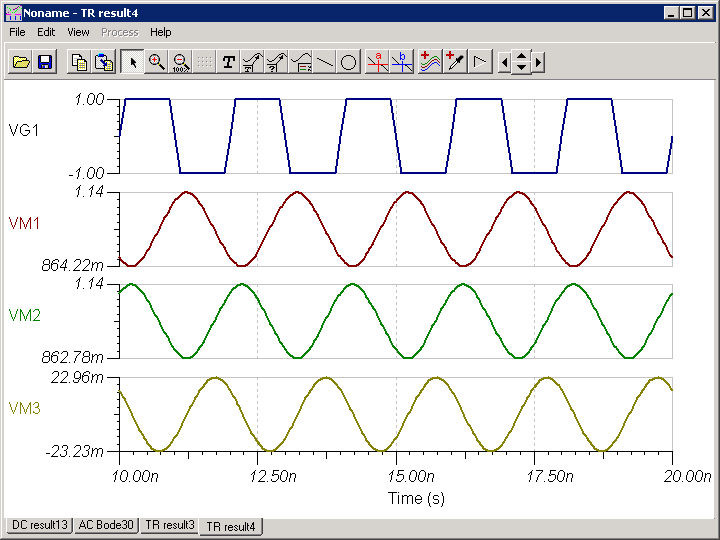 Noname - TR result4
File Edit View Process Help
100%
T
a
b
1.00
VG1
-1.00
1.14
VM1
864.22m
1.14
VM2
862.78m
22.96m
VM3
-23.23m
10.00n 12.50n 15.00n 17.50n 20.00n
Time (s)
DC result13 AC Bode30 TR result3 TR result4